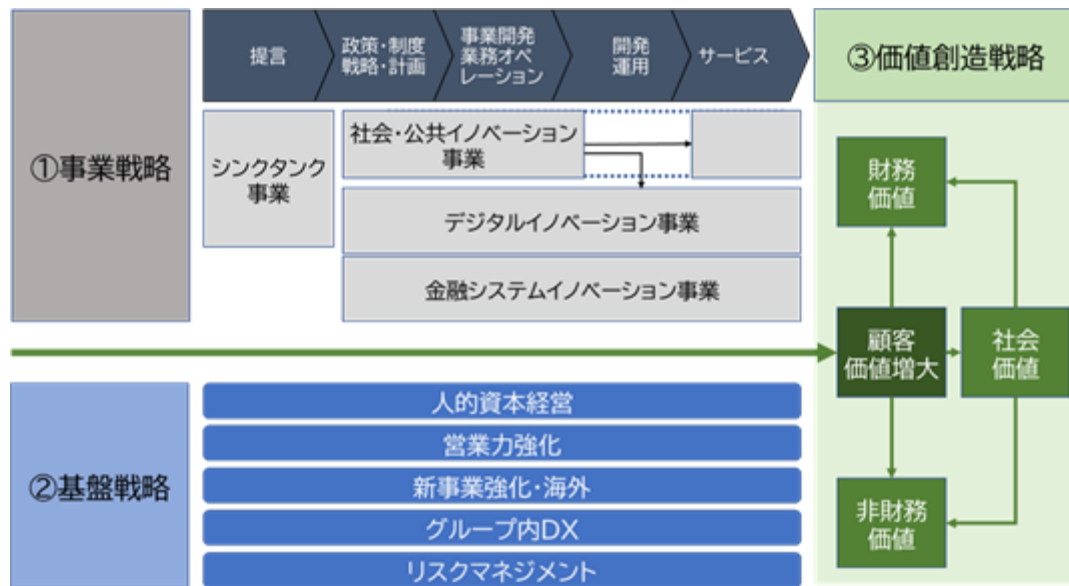 提言
政策・制度
戦略・計画
事業開発
業務オペ
レーション
開発
運用
サービス
③価値創造戦略
①事業戦略
シンクタンク
事業
社会・公共イノベーション
事業
デジタルイノベーション事業
金融システムイノベーション事業
財務
価値
顧客
価値増大
社会
価値
非財務
価値
②基盤戦略
人的資本経営
営業力強化
新事業強化・海外
グループ内DX
リスクマネジメント